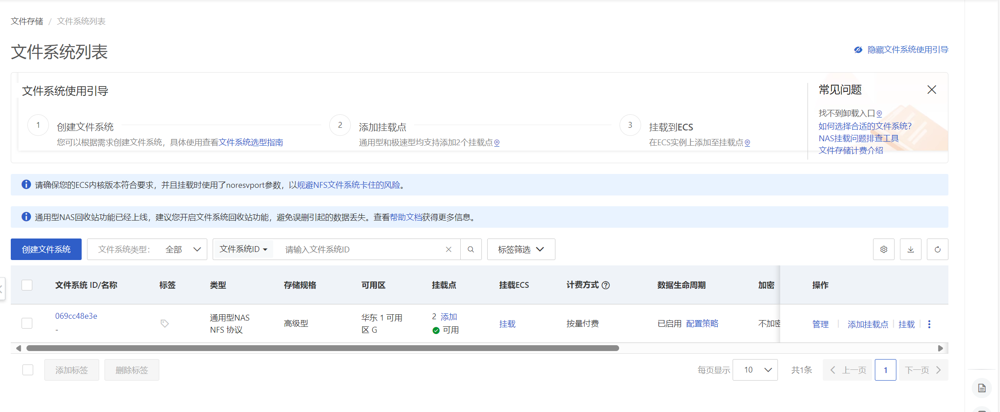 文件存储 / 文件系统列表
文件系统列表
隐藏文件系统使用引导
文件系统使用引导
1 创建文件系统
您可以根据需求创建文件系统，具体使用查看文件系统选型指南
2 添加挂载点
通用型和极速型均支持添加2个挂载点
3 挂载到ECS
在ECS实例上添加至挂载点
常见问题
找不到卸载入口
如何选择合适的文件系统?
NAS挂载问题排查工具
文件存储计费介绍
请确保您的ECS内核版本符合要求，并且挂载时使用了noresvport参数，以规避NFS文件系统卡住的风险。
通用型NAS回收站功能已经上线，建议您开启文件系统回收站功能，避免误删引起的数据丢失。查看帮助文档获得更多信息。
创建文件系统 文件系统类型： 全部 文件系统ID 请输入文件系统ID 标签筛选
文件系统 ID/名称 标签 类型 存储规格 可用区 挂载点 挂载ECS 计费方式 数据生命周期 加密 操作
069cc48e3e
-
通用型NAS
NFS 协议
高级型
华东 1 可用
区 G
2 添加
可用
挂载
按量付费
已启用 配置策略
不加密
管理 添加挂载点 挂载
添加标签 删除标签 每页显示 10 共1条 上一页 1 下一页